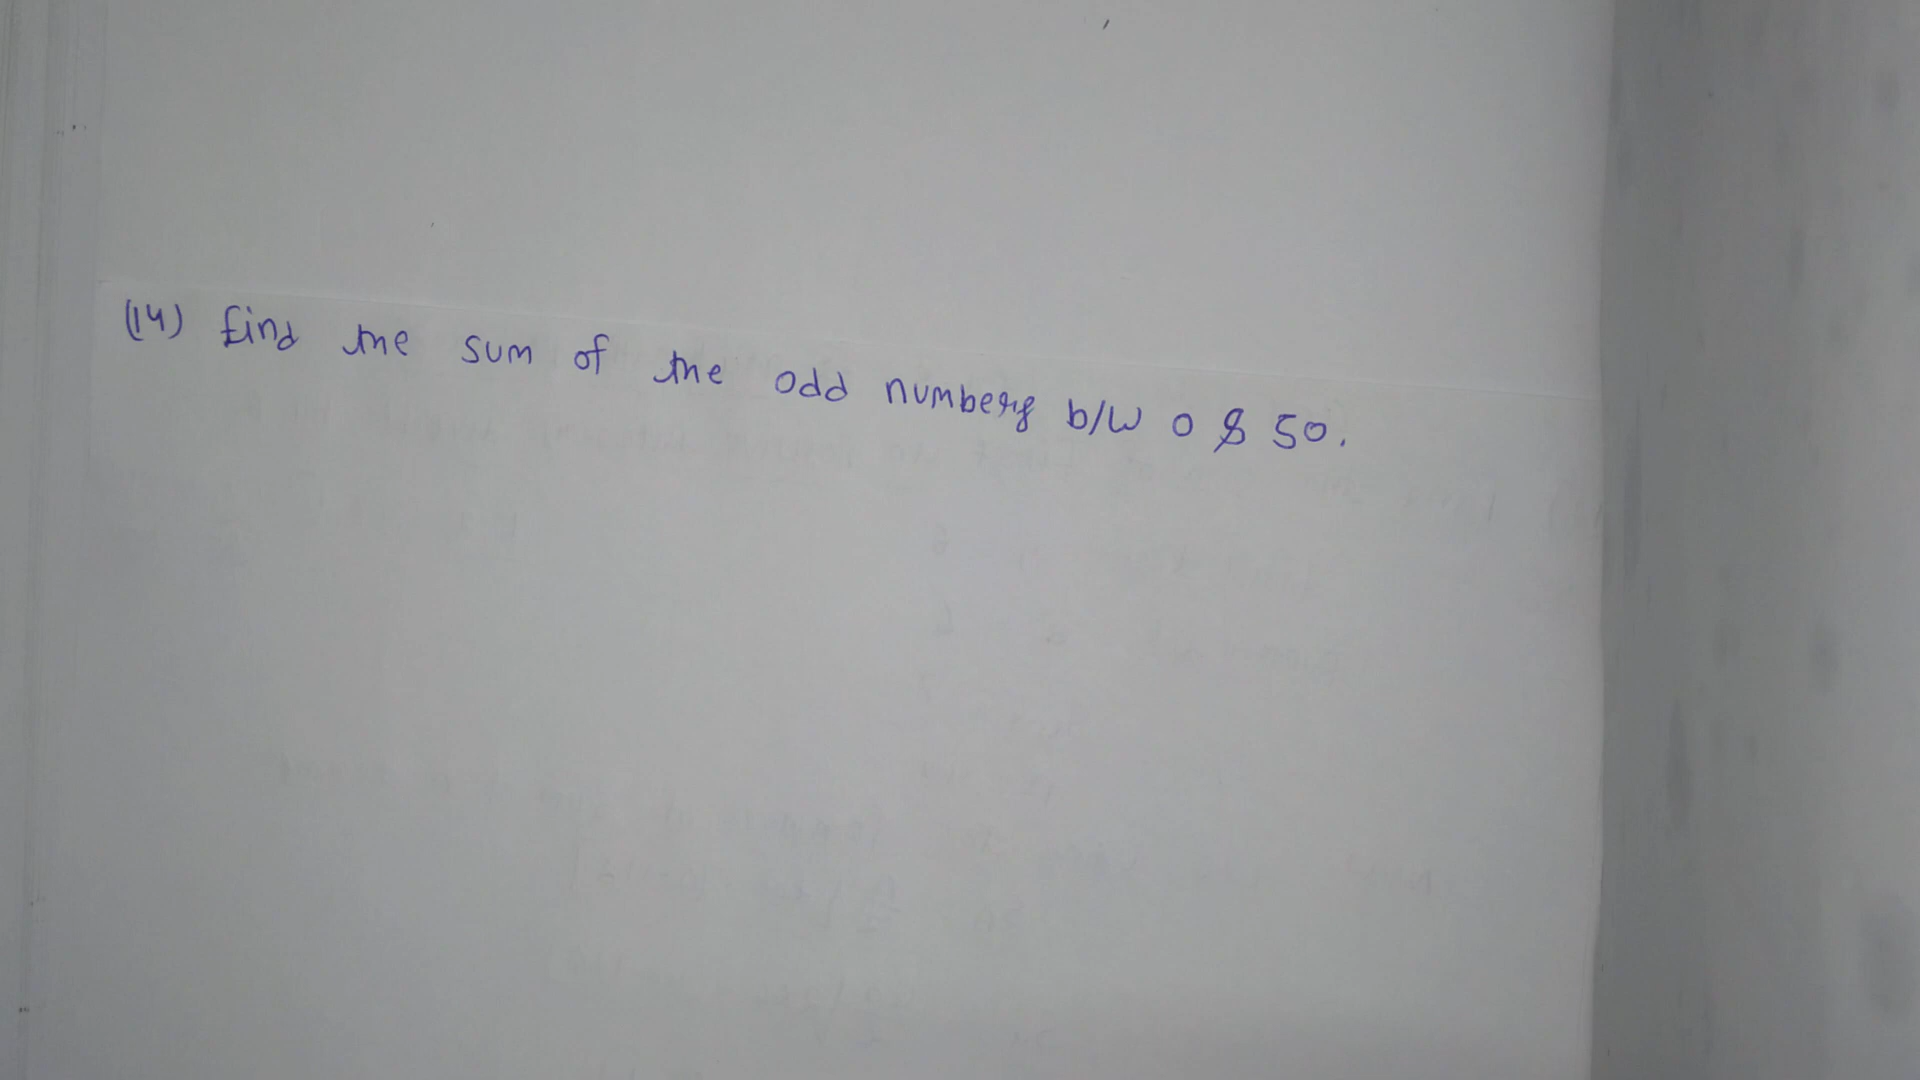 (14) find the sum of the odd numbers b/w 0 & 50.